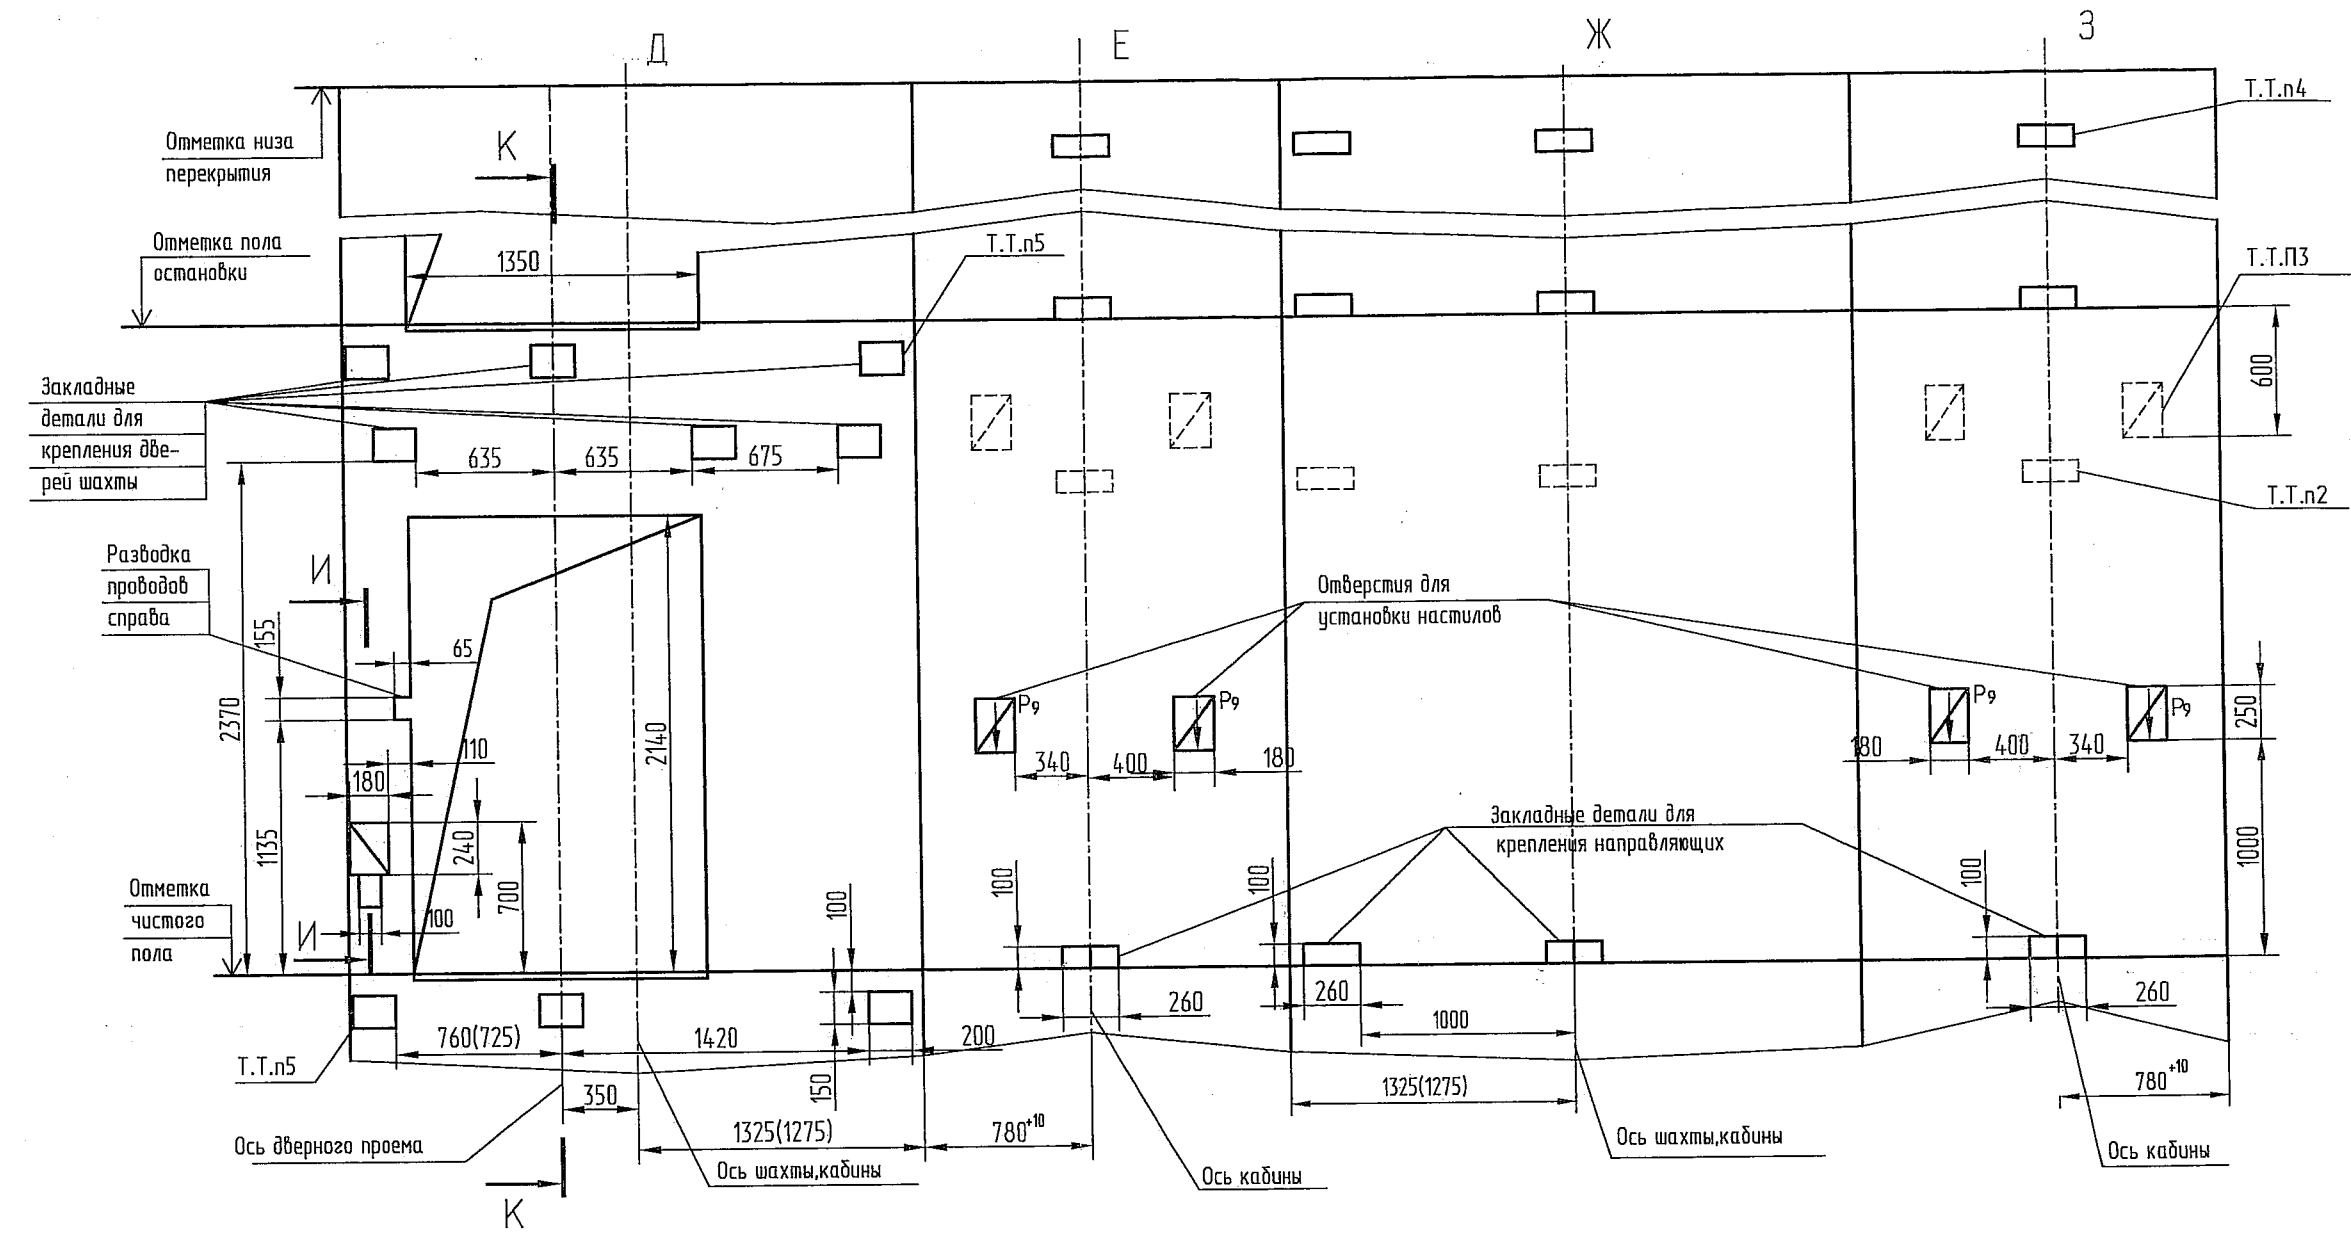 Д
Е
Ж
З
Т.Т.п4
Отметка низа
перекрытия
К
Отметка пола
остановки
1350
Т.Т.п5
Т.Т.П3
600
Закладные
детали для
крепления две-
рей шахты
635
635
675
Т.Т.п2
Разводка
проводов
справа
И
155
65
2370
110
180
1135
240
700
2140
Отверстия для
установки настилов
Р9
Р9
Р9
Р9
340
400
180
180
400
340
250
1000
Закладные детали для
крепления направляющих
Отметка
чистого
пола
И
100
100
100
100
100
260
260
260
1000
760(725)
1420
200
150
Т.Т.п5
350
1325(1275)
780+10
1325(1275)
780+10
Ось дверного проема
Ось шахты,кабины
Ось кабины
Ось шахты,кабины
Ось кабины
К